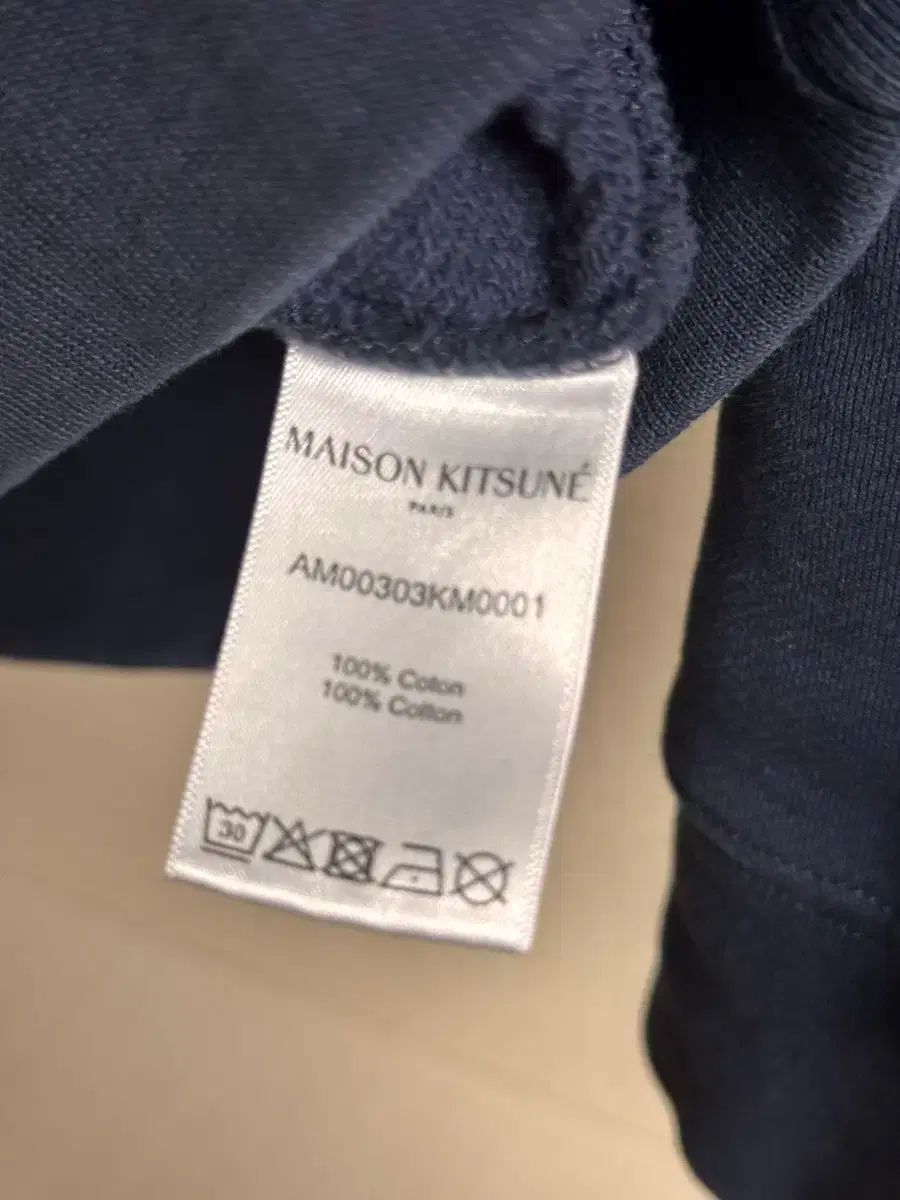 MAISON KITSUNÉ
PARIS
AM00303KM0001
100% Coton
100% Cotton
30